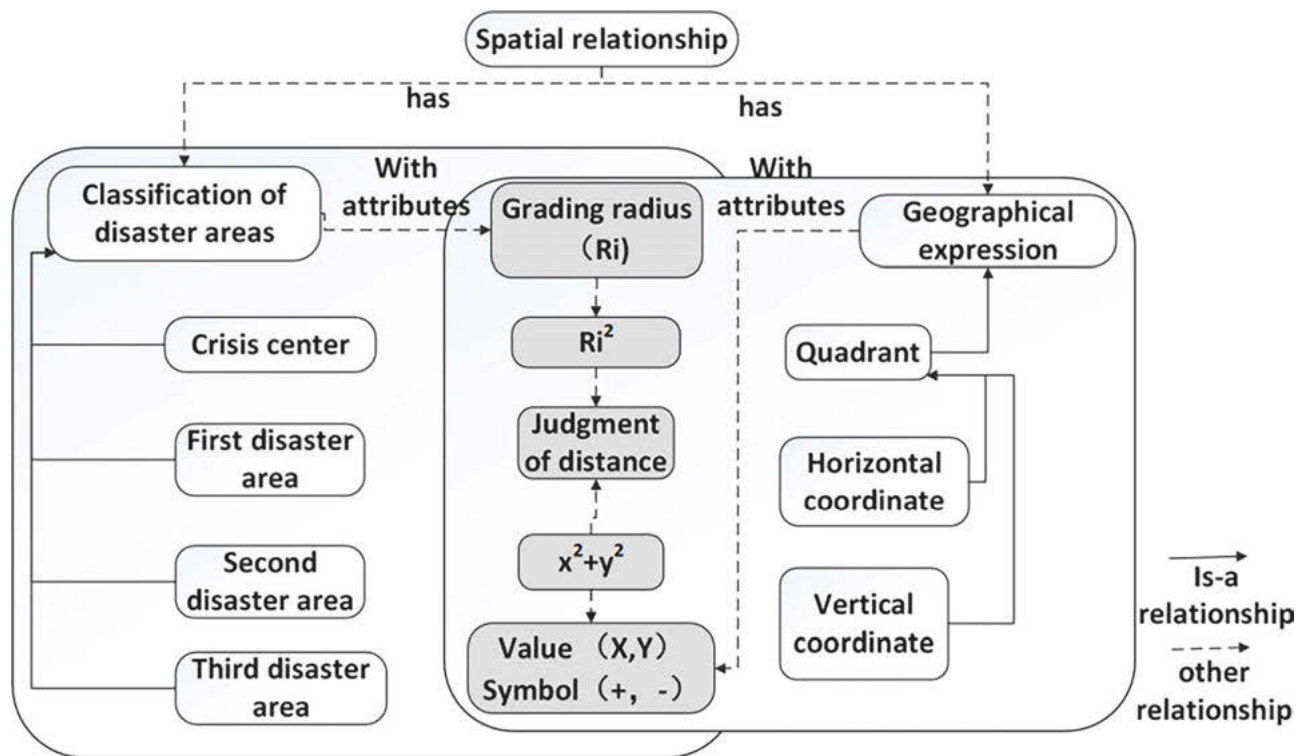 Spatial relationship
has
has
Classification of
disaster areas
With
attributes
Grading radius
（Ri)
With
attributes
Geographical
expression
Crisis center
Ri²
Quadrant
First disaster
area
Judgment
of distance
Horizontal
coordinate
Second
disaster area
x²+y²
Vertical
coordinate
Third disaster
area
Value（X,Y）
Symbol（+，-）
Is-a
relationship
other
relationship